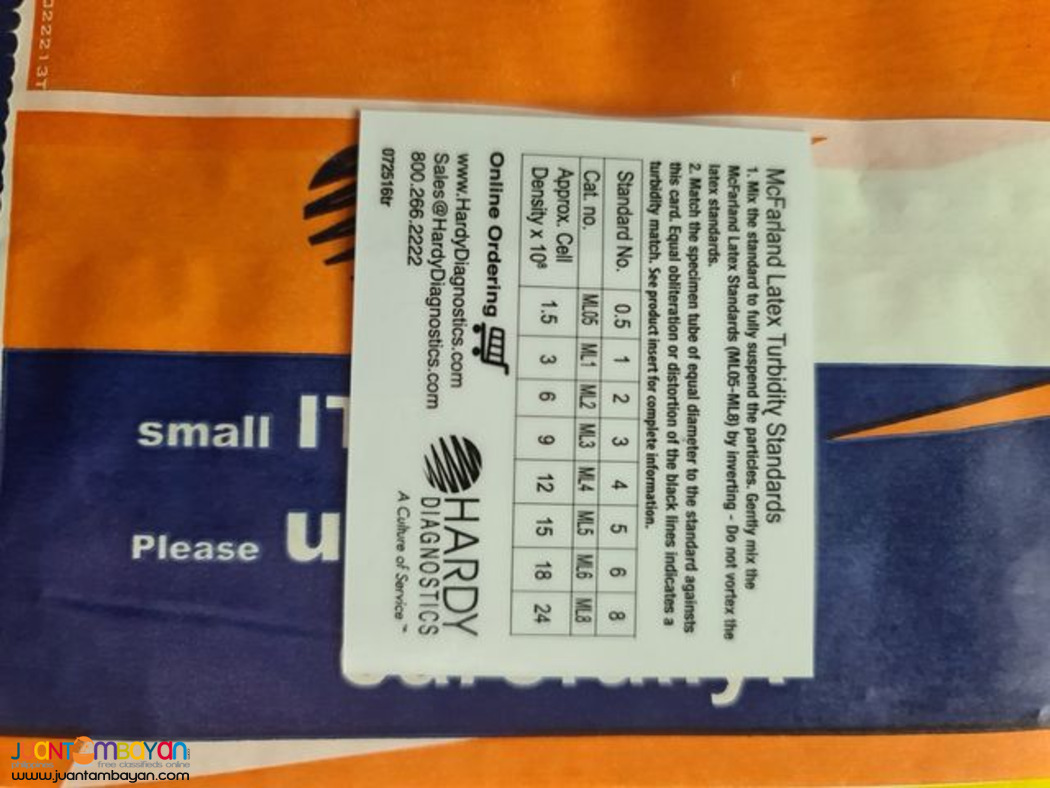 McFarland Latex Turbidity Standards
1. Mix the standard to fully suspend the particles. Gently mix the
McFarland Latex Standards (ML05-ML8) by inverting - Do not vortex the
latex standards.
2. Match the specimen tube of equal diameter to the standard againsts
this card. Equal obliteration or distortion of the black lines indicates a
turbidity match. See product insert for complete information.
Standard No. 0.5 1 2 3 4 5 6 8
Cat. no. ML05 ML1 ML2 ML3 ML4 ML5 ML6 ML8
Approx. Cell
Density x 10⁸ 1.5 3 6 9 12 15 18 24
Online Ordering
www.HardyDiagnostics.com
Sales@HardyDiagnostics.com
800.266.2222
072516tr
HARDY
DIAGNOSTICS
A Culture of Service™
small
Please
JUANTAMBAYAN
free classifieds online
www.juantambayan.com